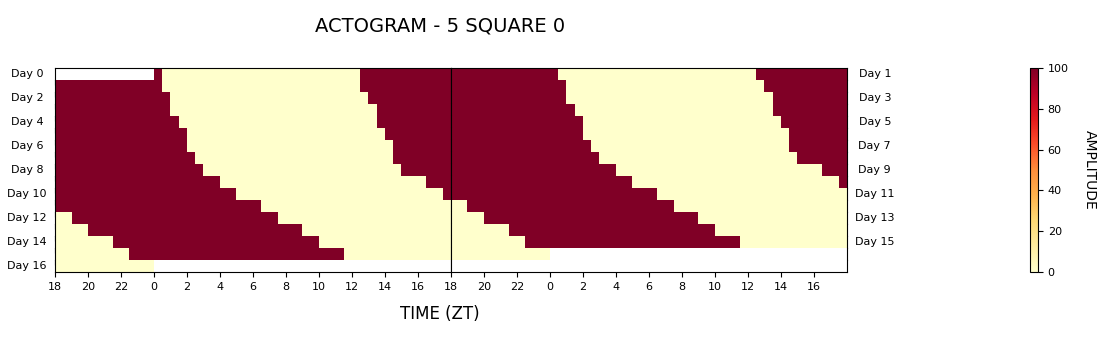 ACTOGRAM - 5 SQUARE 0
Day 0 Day 1 100
Day 2 Day 3 80
Day 4 Day 5
Day 6 Day 7 60
Day 8 Day 9
Day 10 Day 11 40
Day 12 Day 13 20
Day 14 Day 15
Day 16 0
AMPLITUDE
18 20 22 0 2 4 6 8 10 12 14 16 18 20 22 0 2 4 6 8 10 12 14 16
TIME (ZT)